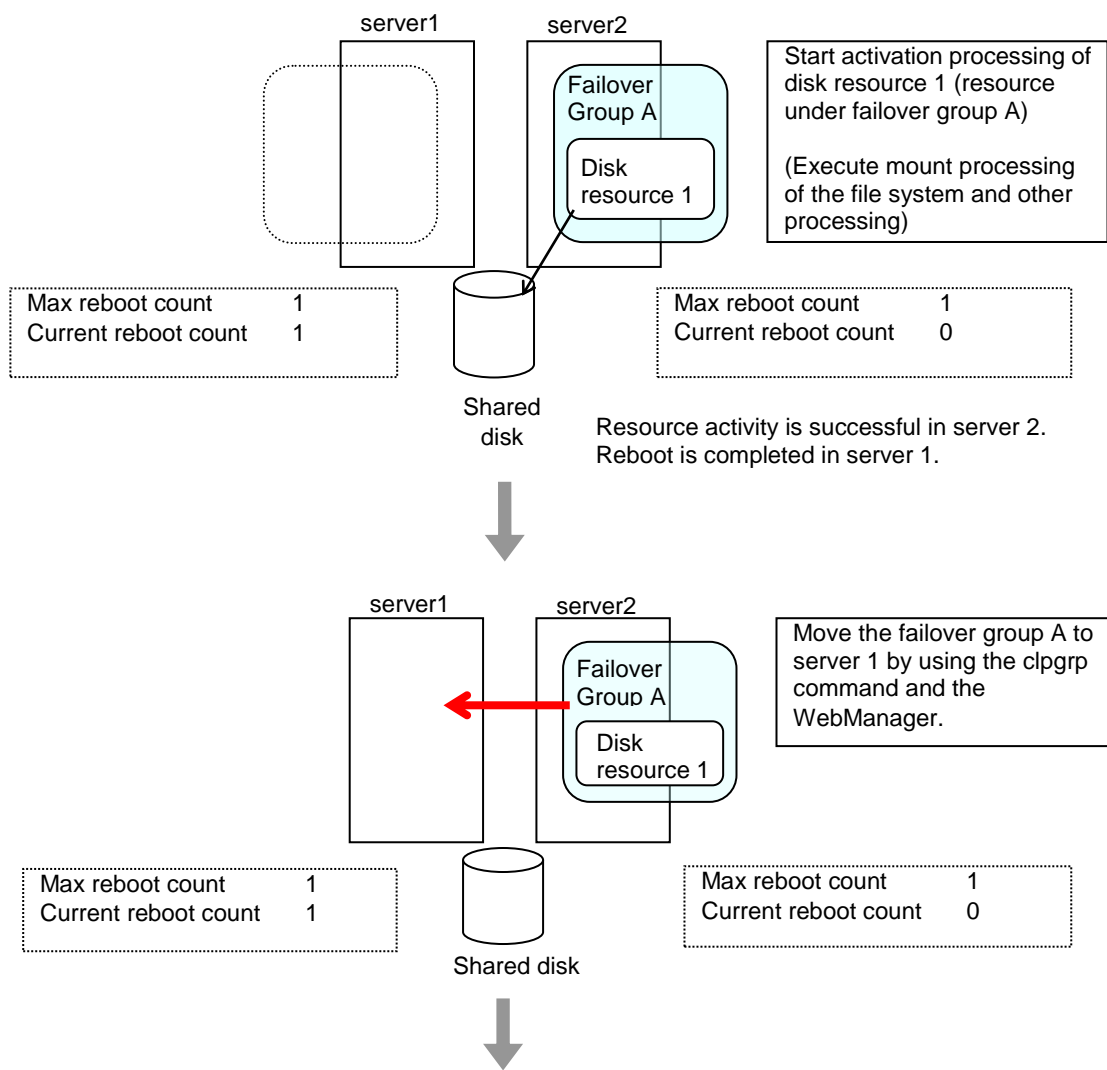 server1
server2
Failover
Group A
Disk
resource 1
Start activation processing of
disk resource 1 (resource
under failover group A)
(Execute mount processing
of the file system and other
processing)
Max reboot count 1
Current reboot count 1
Max reboot count 1
Current reboot count 0
Shared
disk
Resource activity is successful in server 2.
Reboot is completed in server 1.
server1
server2
Failover
Group A
Disk
resource 1
Move the failover group A to
server 1 by using the clpgrp
command and the
WebManager.
Max reboot count 1
Current reboot count 1
Max reboot count 1
Current reboot count 0
Shared disk